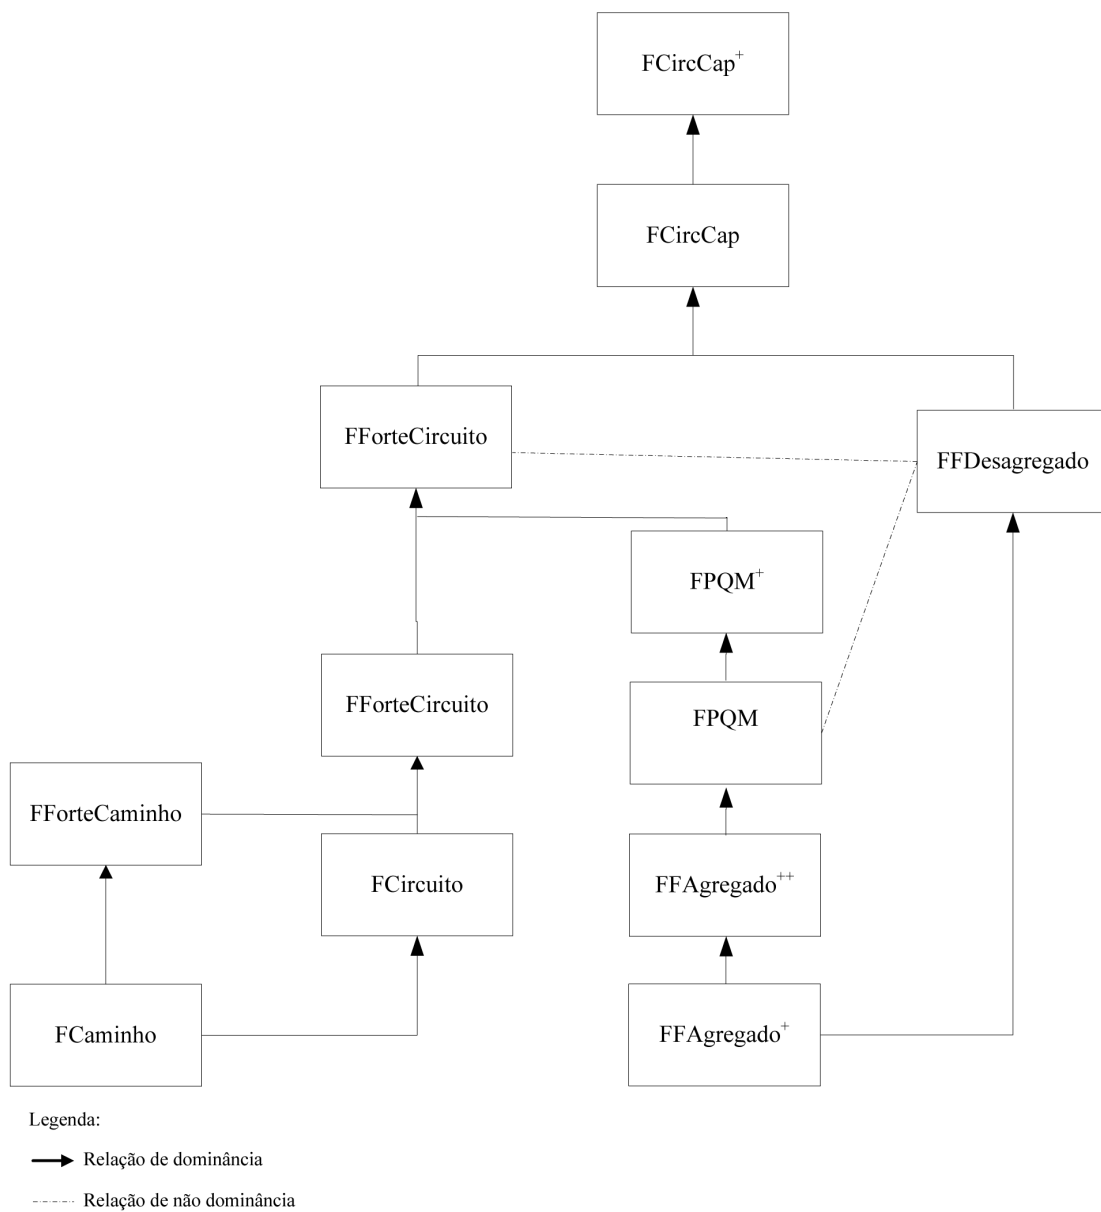 FCircCap⁺
FCircCap
FForteCircuito
FFDesagregado
FPQM⁺
FForteCircuito
FPQM
FForteCaminho
FCircuito
FFAgregado⁺⁺
FCaminho
FFAgregado⁺
Legenda:
Relação de dominância
Relação de não dominância